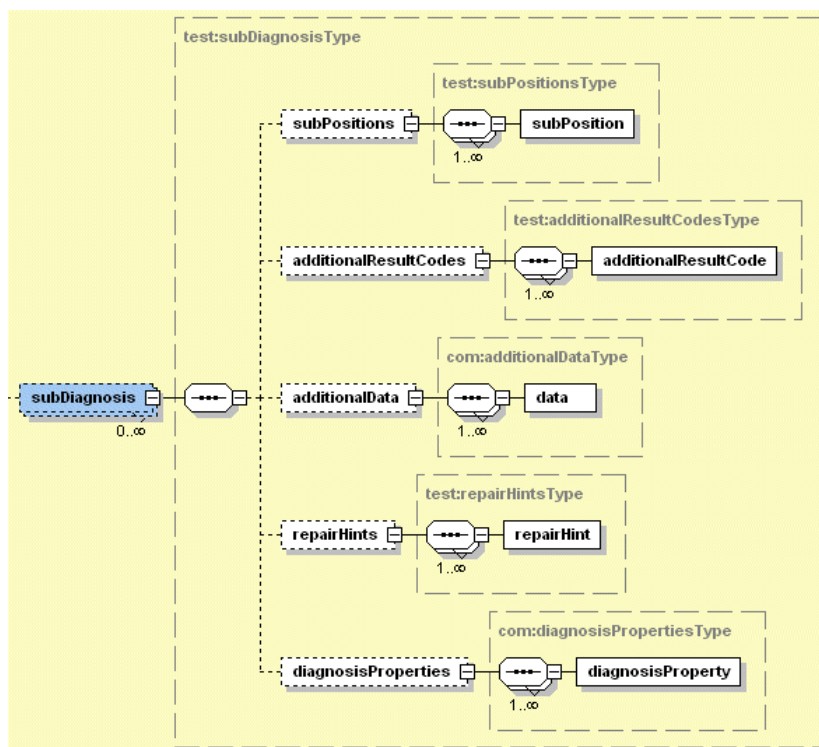 test:subDiagnosisType
test:subPositionsType
subPositions
subPosition
1..∞
test:additionalResultCodesType
additionalResultCodes
additionalResultCode
1..∞
com:additionalDataType
subDiagnosis
additionalData
data
0..∞
1..∞
test:repairHintsType
repairHints
repairHint
1..∞
com:diagnosisPropertiesType
diagnosisProperties
diagnosisProperty
1..∞